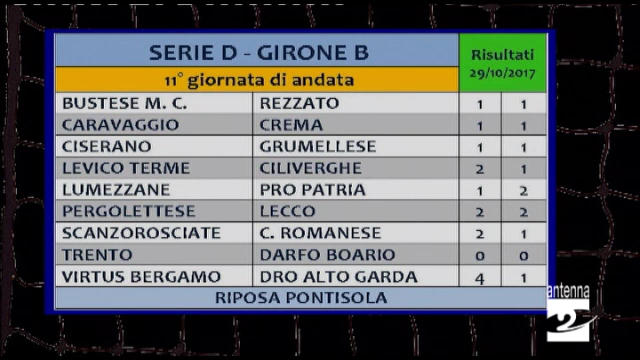 SERIE D - GIRONE B
Risultati
29/10/2017
11° giornata di andata
BUSTESE M. C. REZZATO 1 1
CARAVAGGIO CREMA 1 1
CISERANO GRUMELLESE 1 1
LEVICO TERME CILIVERGHE 2 1
LUMEZZANE PRO PATRIA 1 2
PERGOLETTESE LECCO 2 2
SCANZOROSCIATE C. ROMANESE 2 1
TRENTO DARFO BOARIO 0 0
VIRTUS BERGAMO DRO ALTO GARDA 4 1
RIPOSA PONTISOLA
antenna
2